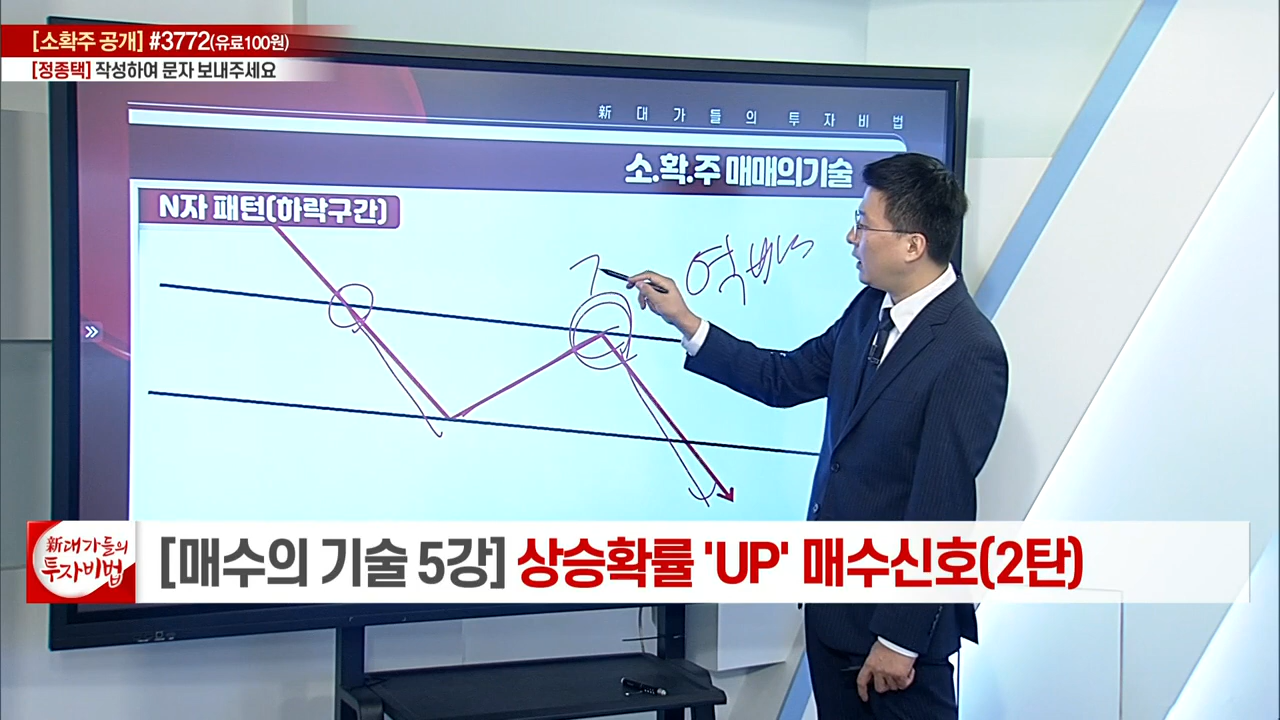 [소확주 공개] #3772(유료100원)
[정종택] 작성하여 문자 보내주세요
新 대 가 들 의 투 자 비 법
소.확.주 매매의기술
N자 패턴(하락구간)
역배열
新대가들의
투자비법
[매수의 기술 5강] 상승확률 'UP' 매수신호(2탄)